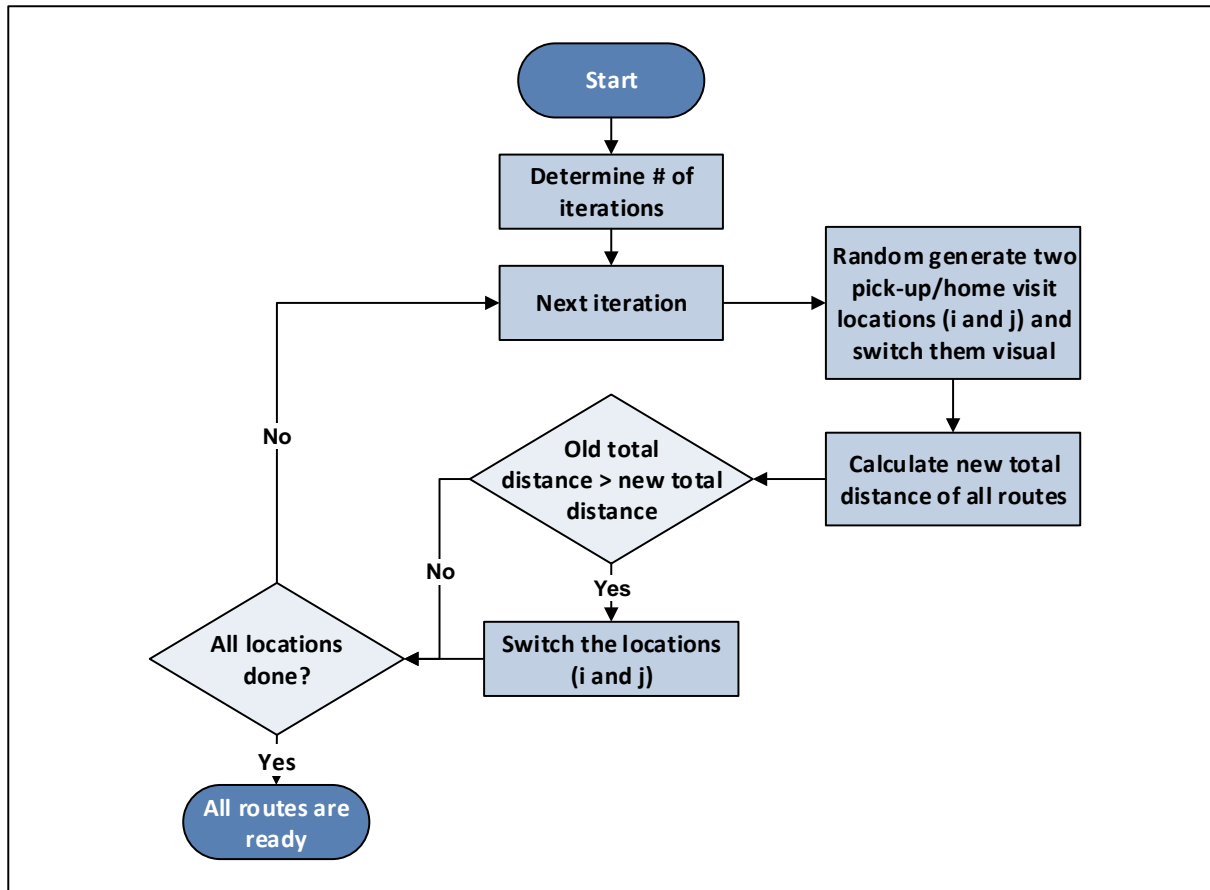 Start
Determine # of
iterations
Next iteration
Random generate two
pick-up/home visit
locations (i and j) and
switch them visual
Calculate new total
distance of all routes
Old total
distance > new total
distance
No
Yes
Switch the locations
(i and j)
All locations
done?
No
Yes
All routes are
ready